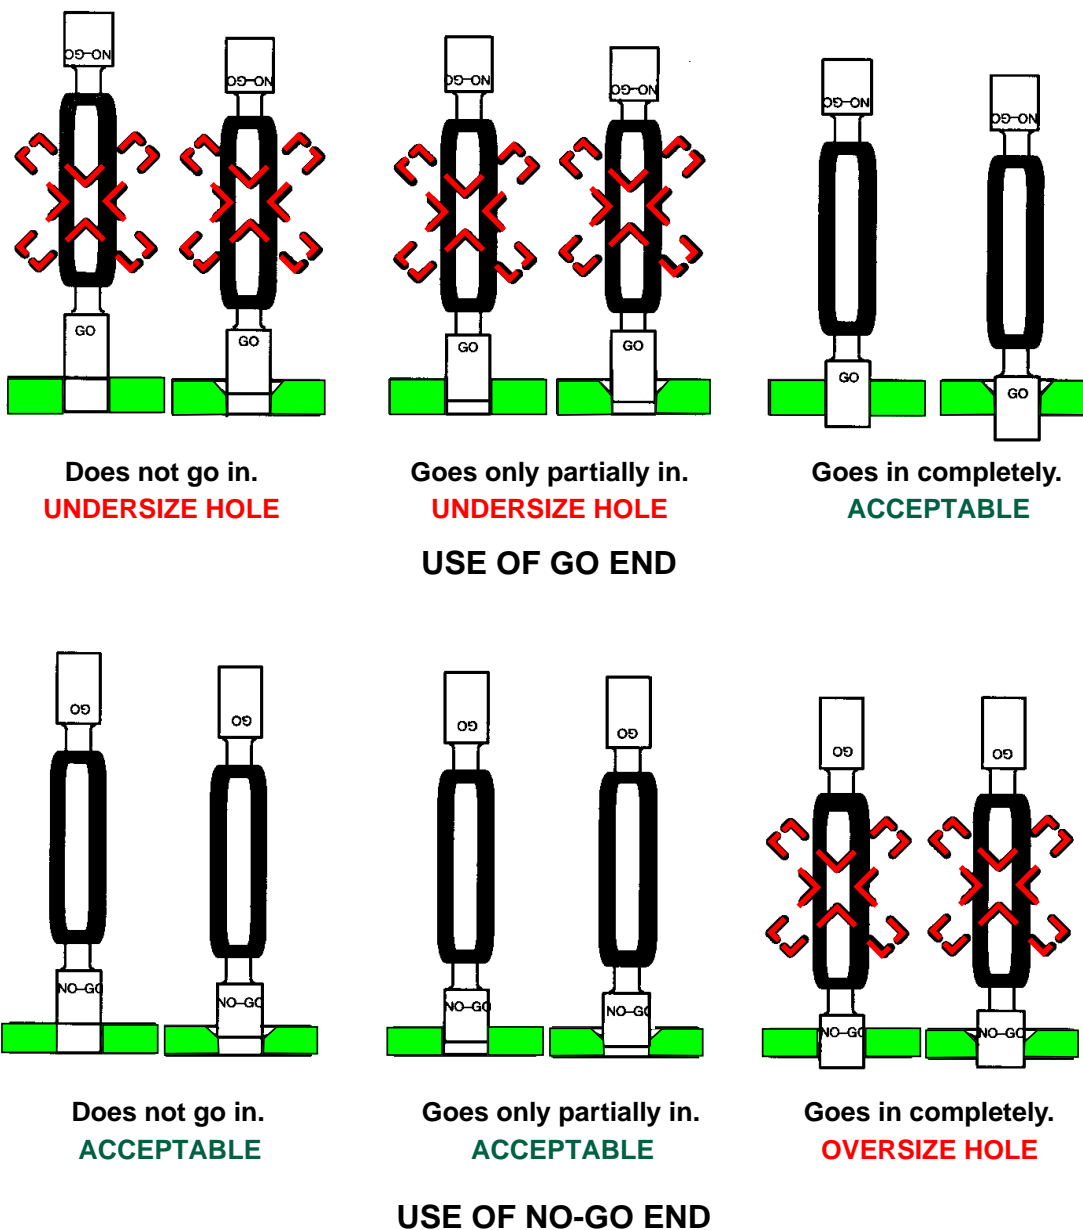 NO-GO
NO-GO
NO-GO
NO-GO
NO-GO
NO-GO
GO
GO
GO
GO
GO
GO
Does not go in.
UNDERSIZE HOLE
Goes only partially in.
UNDERSIZE HOLE
Goes in completely.
ACCEPTABLE
USE OF GO END
GO
GO
GO
GO
GO
GO
NO-GO
NO-GO
NO-GO
NO-GO
NO-GO
NO-GO
Does not go in.
ACCEPTABLE
Goes only partially in.
ACCEPTABLE
Goes in completely.
OVERSIZE HOLE
USE OF NO-GO END